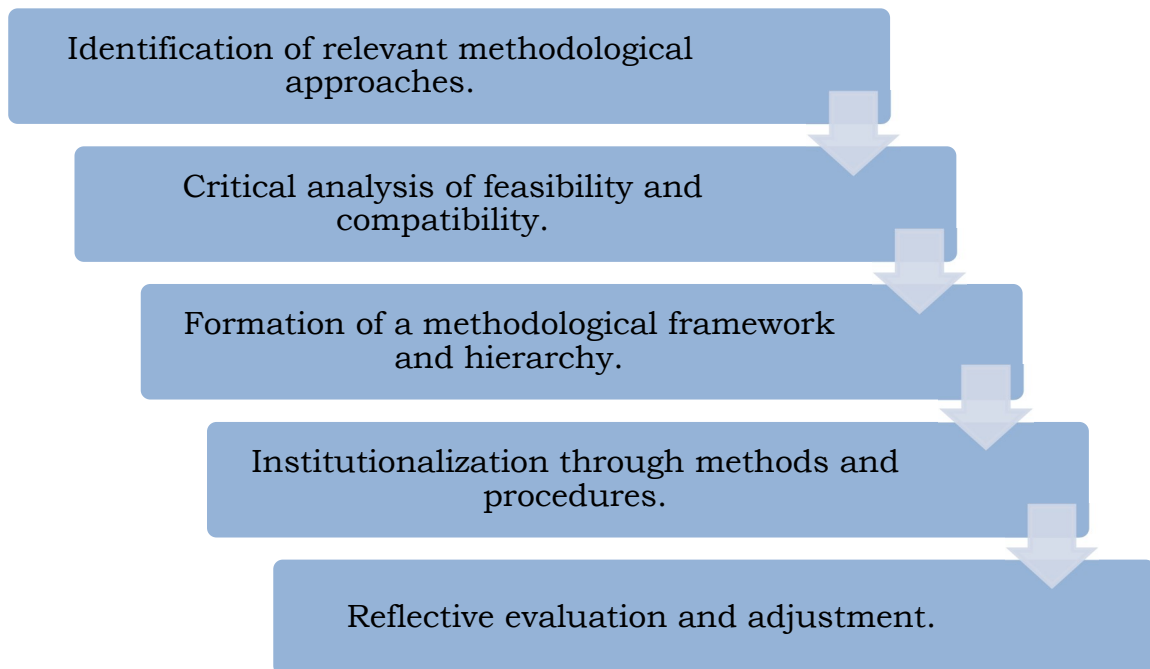 Identification of relevant methodological
approaches.
Critical analysis of feasibility and
compatibility.
Formation of a methodological framework
and hierarchy.
Institutionalization through methods and
procedures.
Reflective evaluation and adjustment.